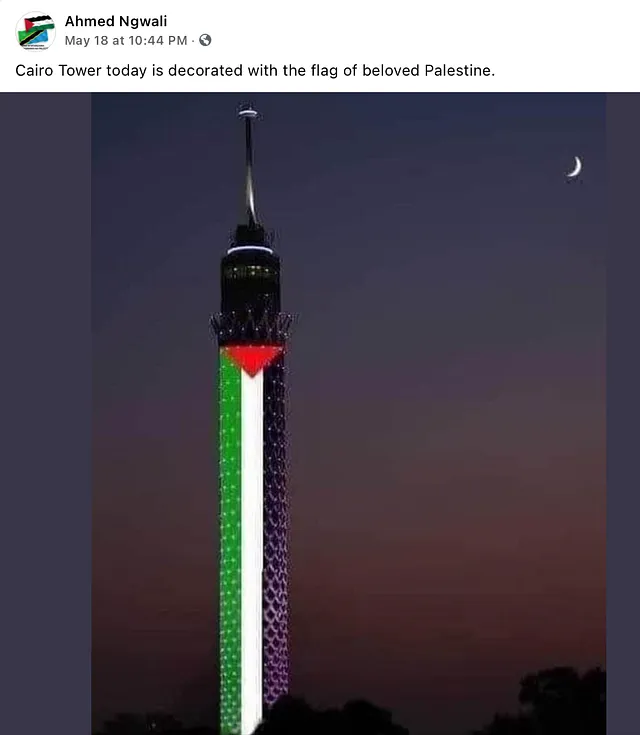 Ahmed Ngwali
May 18 at 10:44 PM ·
Cairo Tower today is decorated with the flag of beloved Palestine.